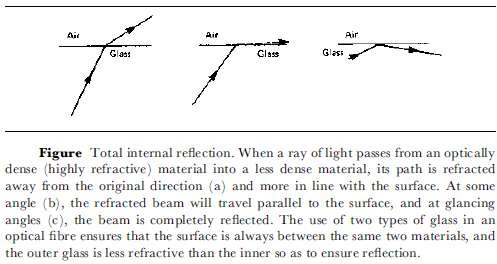 Air Air Air
Glass Glass Glass
Figure Total internal reflection. When a ray of light passes from an optically
dense (highly refractive) material into a less dense material, its path is refracted
away from the original direction (a) and more in line with the surface. At some
angle (b), the refracted beam will travel parallel to the surface, and at glancing
angles (c), the beam is completely reflected. The use of two types of glass in an
optical fibre ensures that the surface is always between the same two materials, and
the outer glass is less refractive than the inner so as to ensure reflection.